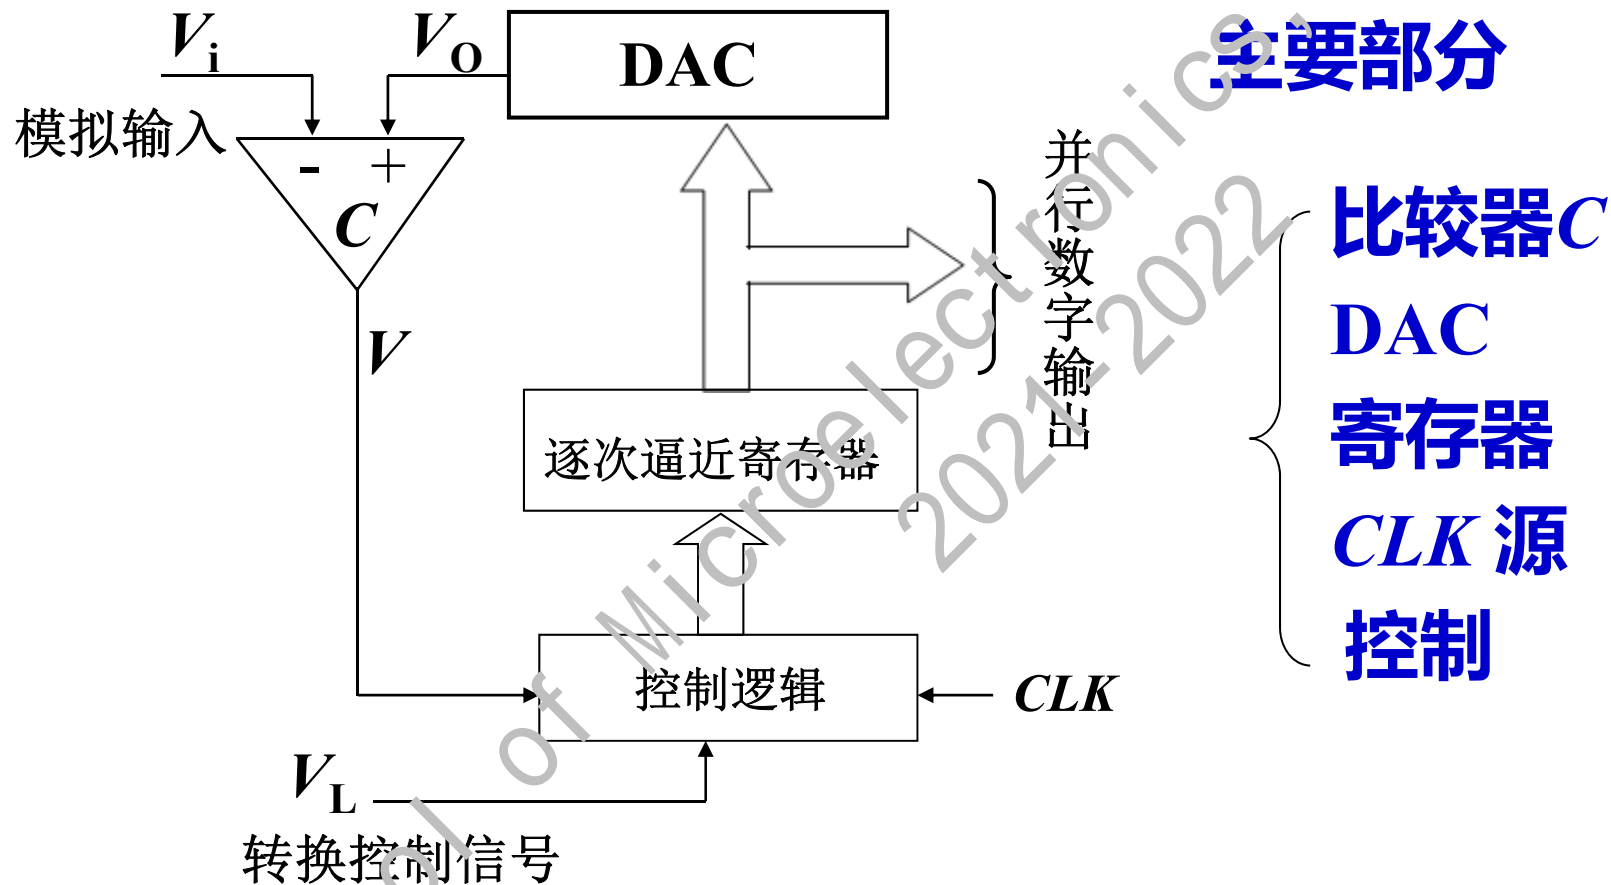 Vi
VO
DAC
主要部分
模拟输入
- +
C
并行数字输出
比较器C
DAC
寄存器
CLK 源
控制
V
逐次逼近寄存器
控制逻辑
CLK
VL
转换控制信号
ol of Microelectronics,
2021-2022